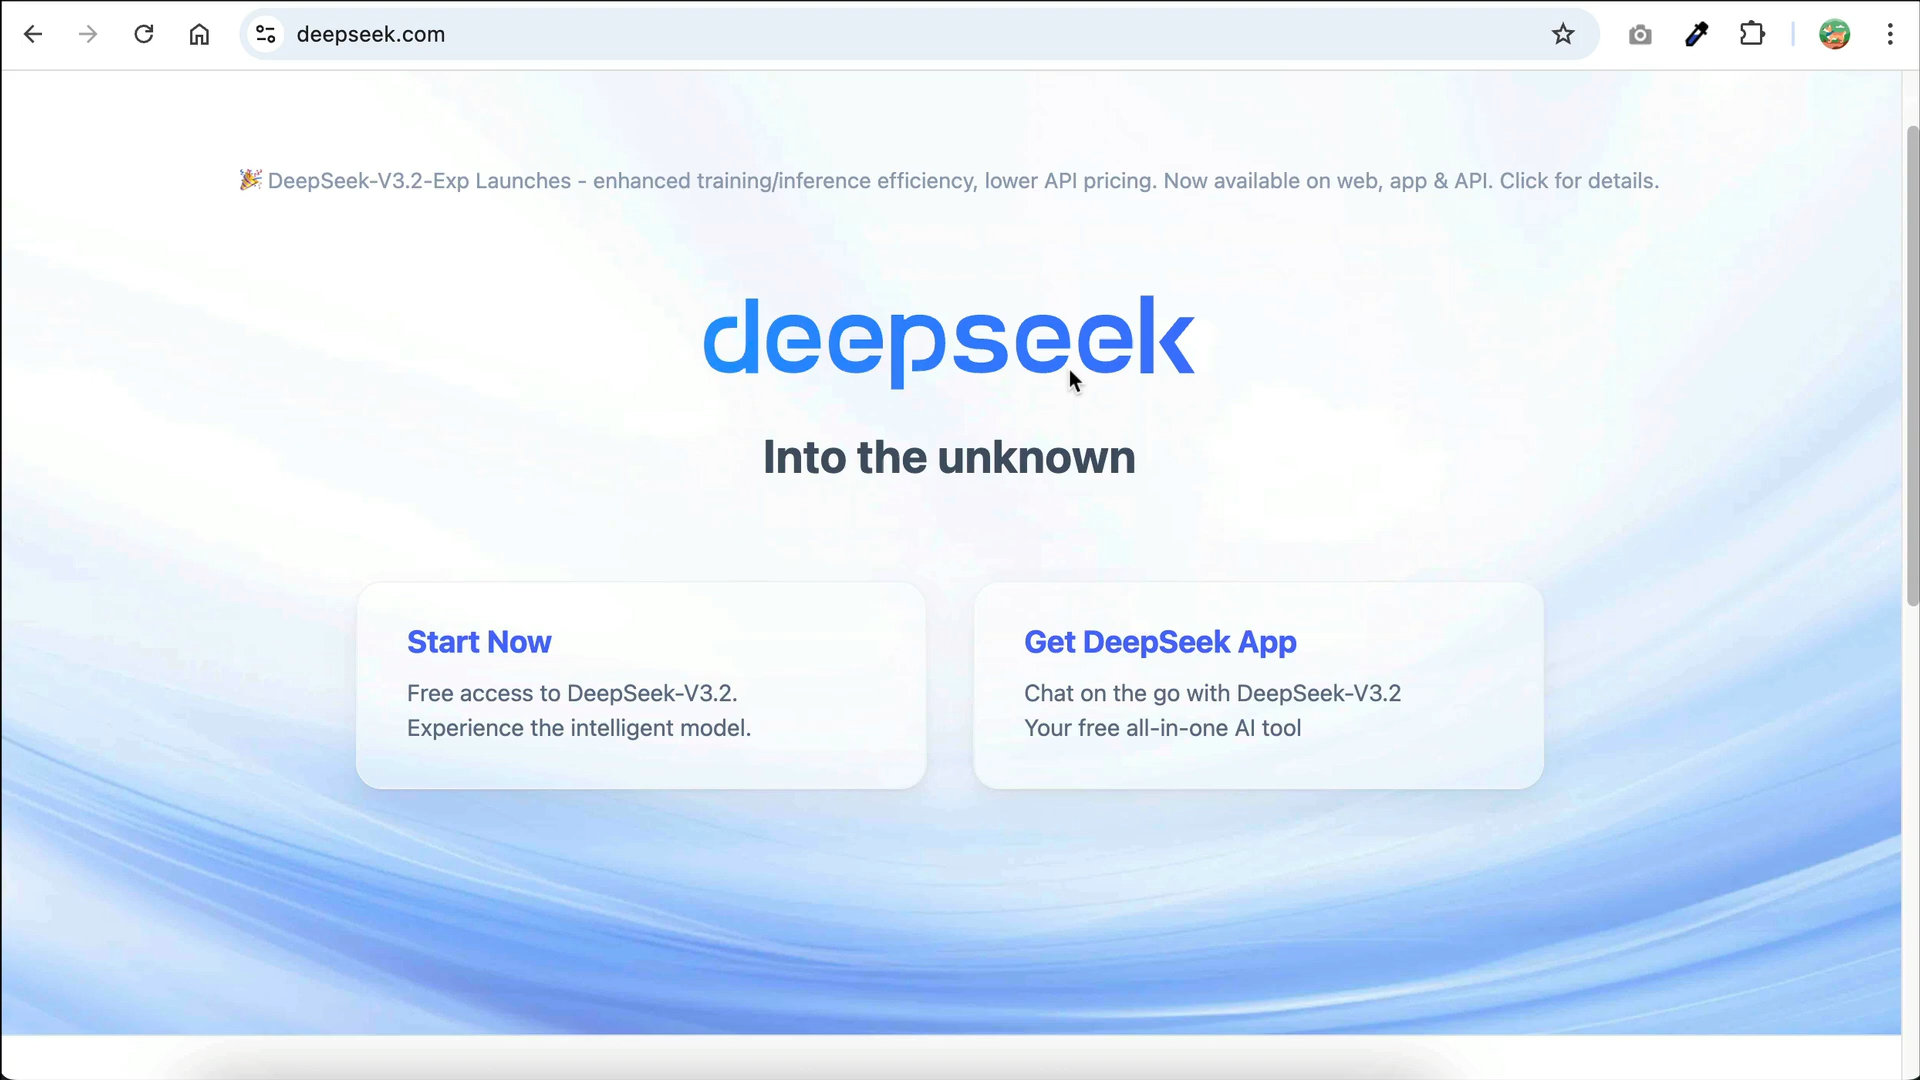 deepseek.com
🎉 DeepSeek-V3.2-Exp Launches - enhanced training/inference efficiency, lower API pricing. Now available on web, app & API. Click for details.
deepseek
Into the unknown
Start Now
Free access to DeepSeek-V3.2.
Experience the intelligent model.
Get DeepSeek App
Chat on the go with DeepSeek-V3.2
Your free all-in-one AI tool